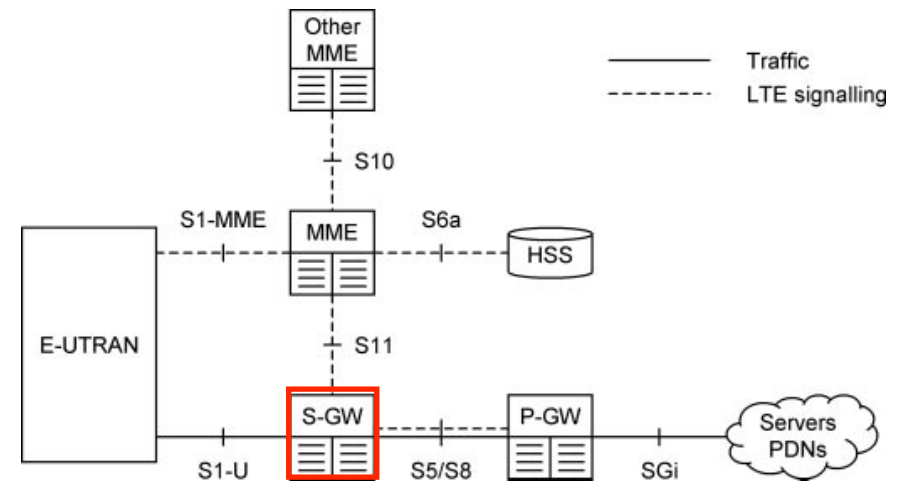 Other
MME
Traffic
LTE signalling
S10
S1-MME
MME
S6a
HSS
E-UTRAN
S11
S-GW
P-GW
Servers
PDNs
S1-U
S5/S8
SGi